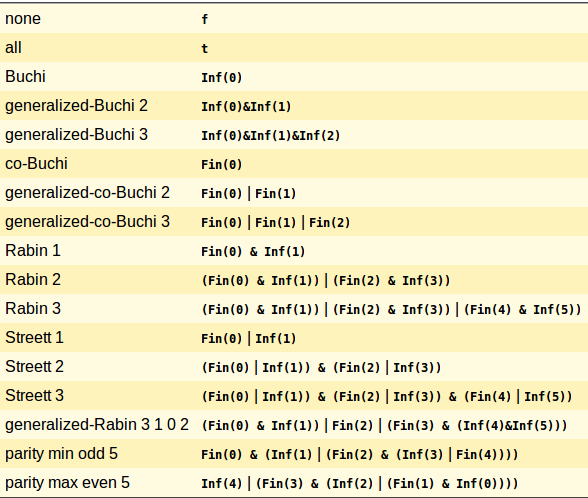 none f
all t
Buchi Inf(0)
generalized-Buchi 2 Inf(0)&Inf(1)
generalized-Buchi 3 Inf(0)&Inf(1)&Inf(2)
co-Buchi Fin(0)
generalized-co-Buchi 2 Fin(0) | Fin(1)
generalized-co-Buchi 3 Fin(0) | Fin(1) | Fin(2)
Rabin 1 Fin(0) & Inf(1)
Rabin 2 (Fin(0) & Inf(1)) | (Fin(2) & Inf(3))
Rabin 3 (Fin(0) & Inf(1)) | (Fin(2) & Inf(3)) | (Fin(4) & Inf(5))
Streett 1 Fin(0) | Inf(1)
Streett 2 (Fin(0) | Inf(1)) & (Fin(2) | Inf(3))
Streett 3 (Fin(0) | Inf(1)) & (Fin(2) | Inf(3)) & (Fin(4) | Inf(5))
generalized-Rabin 3 1 0 2 (Fin(0) & Inf(1)) | Fin(2) | (Fin(3) & (Inf(4)&Inf(5)))
parity min odd 5 Fin(0) & (Inf(1) | (Fin(2) & (Inf(3) | Fin(4))))
parity max even 5 Inf(4) | (Fin(3) & (Inf(2) | (Fin(1) & Inf(0))))